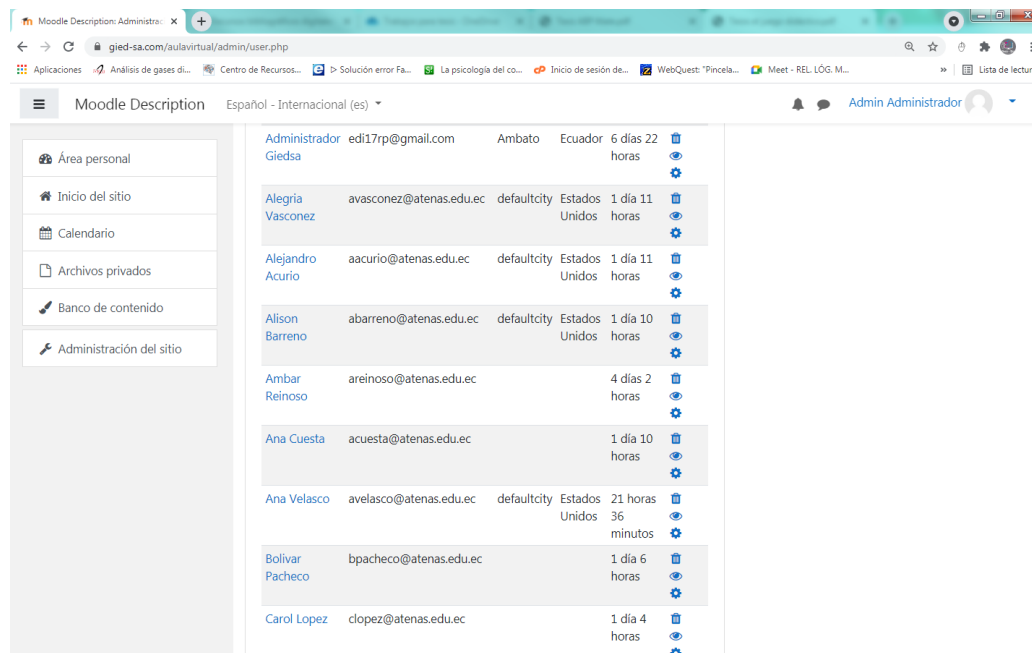 Moodle Description: Administrac
gied-sa.com/aulavirtual/admin/user.php
Aplicaciones Análisis de gases di... Centro de Recursos... ▷ Solución error Fa... La psicología del co... Inicio de sesión de... WebQuest: "Pincela... Meet - REL. LÓG. M... » Lista de lectur
Moodle Description Español - Internacional (es) Admin Administrador
Área personal
Inicio del sitio
Calendario
Archivos privados
Banco de contenido
Administración del sitio
Administrador edi17rp@gmail.com Ambato Ecuador 6 días 22
Giedsa horas
Alegria avasconez@atenas.edu.ec defaultcity Estados 1 día 11
Vasconez Unidos horas
Alejandro aacurio@atenas.edu.ec defaultcity Estados 1 día 11
Acurio Unidos horas
Alison abarreno@atenas.edu.ec defaultcity Estados 1 día 10
Barreno Unidos horas
Ambar areinoso@atenas.edu.ec 4 días 2
Reinoso horas
Ana Cuesta acuesta@atenas.edu.ec 1 día 10
horas
Ana Velasco avelasco@atenas.edu.ec defaultcity Estados 21 horas
Unidos 36
minutos
Bolivar bpacheco@atenas.edu.ec 1 día 6
Pacheco horas
Carol Lopez clopez@atenas.edu.ec 1 día 4
horas